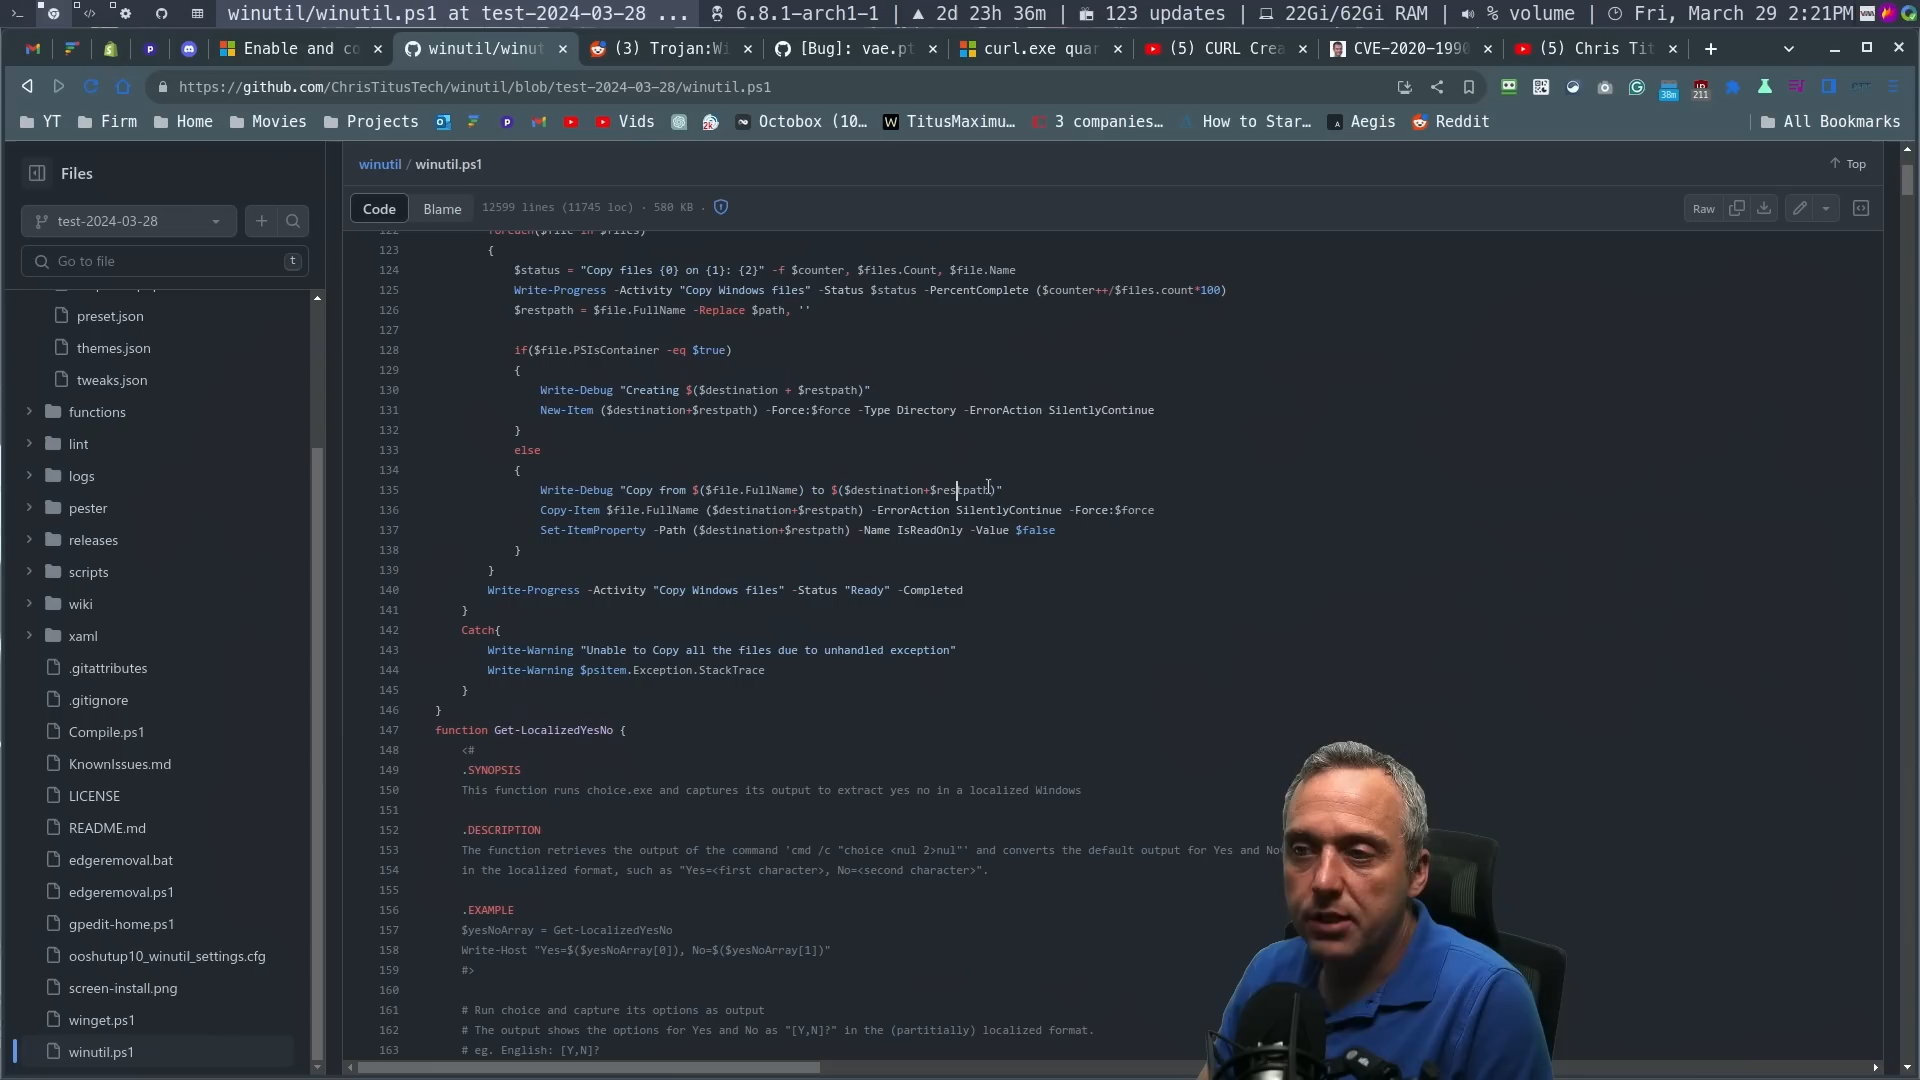 winutil/winutil.ps1 at test-2024-03-28 ... | 6.8.1-arch1-1 | 2d 23h 36m | 123 updates | 22Gi/62Gi RAM | % volume | Fri, March 29 2:21PM
Enable and co × winutil/winut × (3) Trojan:Wi × [Bug]: vae.pt × curl.exe quar × (5) CURL Crea × CVE-2020-1990 × (5) Chris Tit ×
https://github.com/ChrisTitusTech/winutil/blob/test-2024-03-28/winutil.ps1
38m 211
YT Firm Home Movies Projects Vids Octobox (10... TitusMaximu... 3 companies... How to Star... Aegis Reddit All Bookmarks
Files
winutil / winutil.ps1
Top
test-2024-03-28
Code Blame 12599 lines (11745 loc) · 580 KB · Raw
Go to file t
preset.json
themes.json
tweaks.json
functions
lint
logs
pester
releases
scripts
wiki
xaml
.gitattributes
.gitignore
Compile.ps1
KnownIssues.md
LICENSE
README.md
edgeremoval.bat
edgeremoval.ps1
gpedit-home.ps1
ooshutup10_winutil_settings.cfg
screen-install.png
winget.ps1
winutil.ps1
122 foreach($file in $files)
123 {
124 $status = "Copy files {0} on {1}: {2}" -f $counter, $files.Count, $file.Name
125 Write-Progress -Activity "Copy Windows files" -Status $status -PercentComplete ($counter++/$files.count*100)
126 $restpath = $file.FullName -Replace $path, ''
127
128 if($file.PSIsContainer -eq $true)
129 {
130 Write-Debug "Creating $($destination + $restpath)"
131 New-Item ($destination+$restpath) -Force:$force -Type Directory -ErrorAction SilentlyContinue
132 }
133 else
134 {
135 Write-Debug "Copy from $($file.FullName) to $($destination+$restpath)"
136 Copy-Item $file.FullName ($destination+$restpath) -ErrorAction SilentlyContinue -Force:$force
137 Set-ItemProperty -Path ($destination+$restpath) -Name IsReadOnly -Value $false
138 }
139 }
140 Write-Progress -Activity "Copy Windows files" -Status "Ready" -Completed
141 }
142 Catch{
143 Write-Warning "Unable to Copy all the files due to unhandled exception"
144 Write-Warning $psitem.Exception.StackTrace
145 }
146 }
147 function Get-LocalizedYesNo {
148 <#
149 .SYNOPSIS
150 This function runs choice.exe and captures its output to extract yes no in a localized Windows
151
152 .DESCRIPTION
153 The function retrieves the output of the command 'cmd /c "choice <nul 2>nul"' and converts the default output for Yes and No
154 in the localized format, such as "Yes=<first character>, No=<second character>".
155
156 .EXAMPLE
157 $yesNoArray = Get-LocalizedYesNo
158 Write-Host "Yes=$($yesNoArray[0]), No=$($yesNoArray[1])"
159 #>
160
161 # Run choice and capture its options as output
162 # The output shows the options for Yes and No as "[Y,N]?" in the (partitially) localized format.
163 # eg. English: [Y,N]?